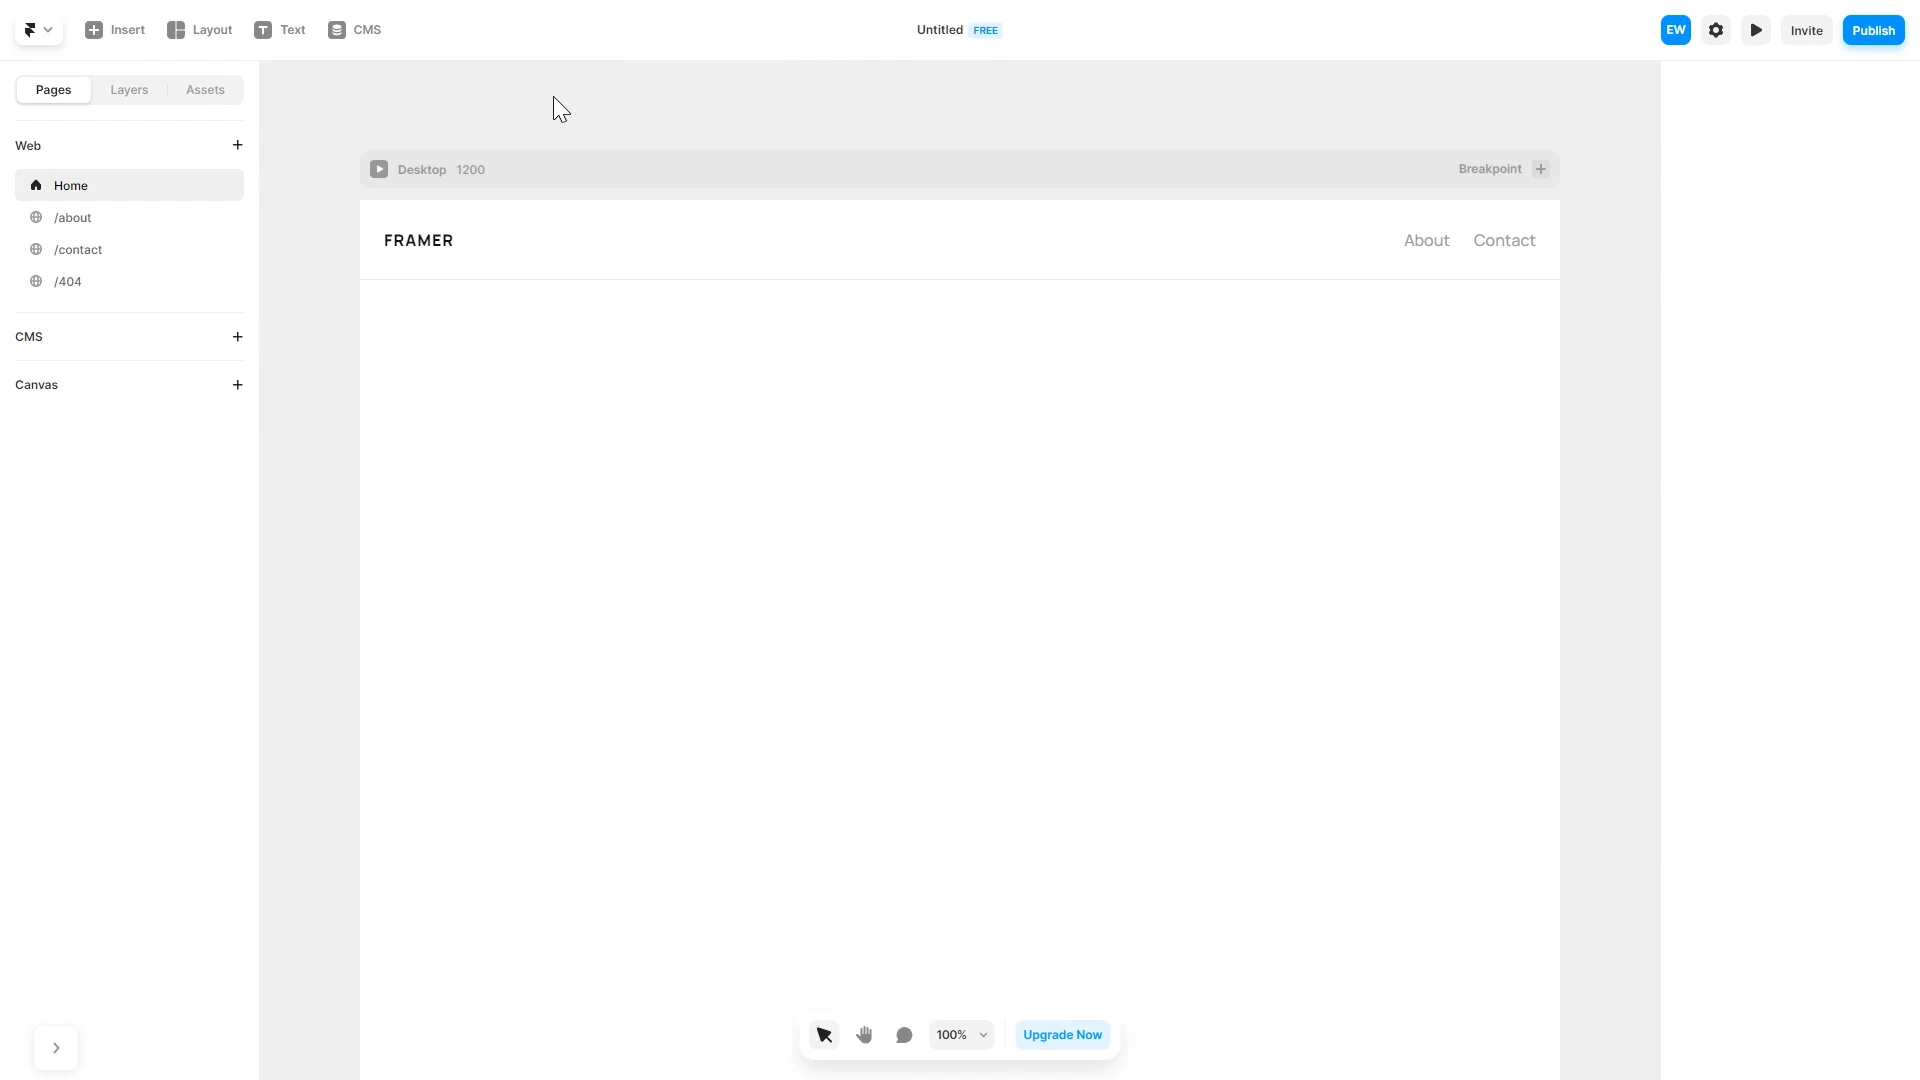 Insert Layout Text CMS Untitled FREE EW Invite Publish
Pages Layers Assets
Web
Home
/about
/contact
/404
CMS
Canvas
Desktop 1200 Breakpoint
FRAMER About Contact
100% Upgrade Now